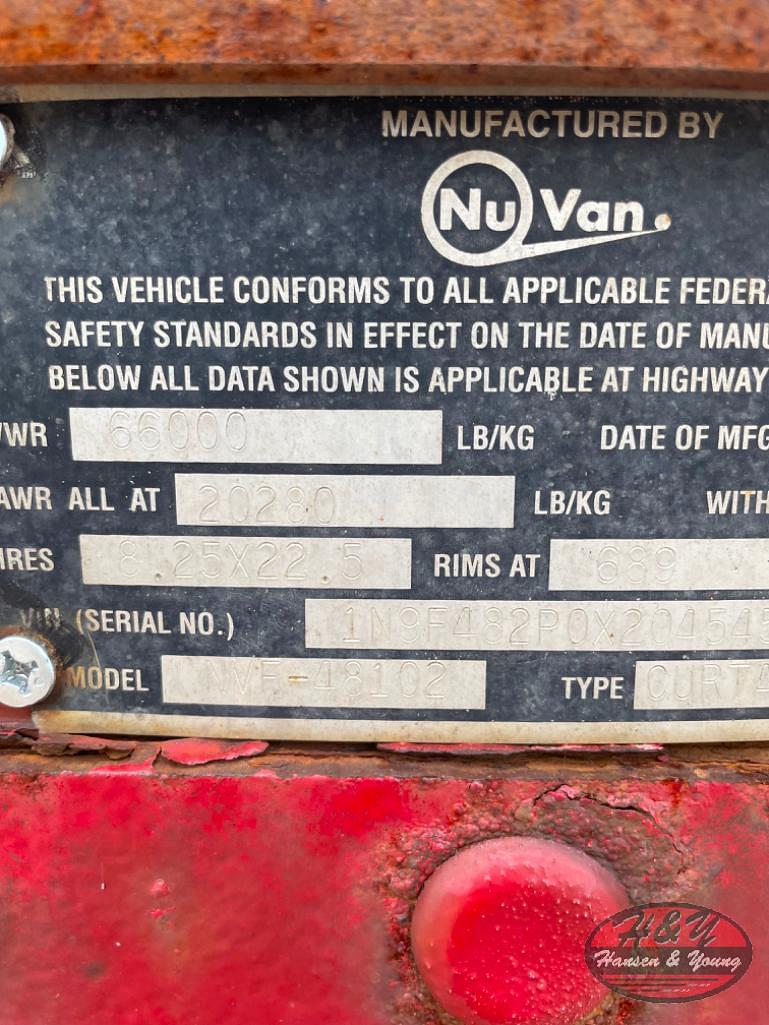 MANUFACTURED BY
Nu Van.
THIS VEHICLE CONFORMS TO ALL APPLICABLE FEDERA
SAFETY STANDARDS IN EFFECT ON THE DATE OF MANU
BELOW ALL DATA SHOWN IS APPLICABLE AT HIGHWAY
VWR 66000 LB/KG DATE OF MFG
AWR ALL AT 20280 LB/KG WITH
IRES 8.25X22.5 RIMS AT 689
VIN (SERIAL NO.) 1N9F482P0X204545
MODEL NVF-48102 TYPE CURTA
H&Y
Hansen & Young